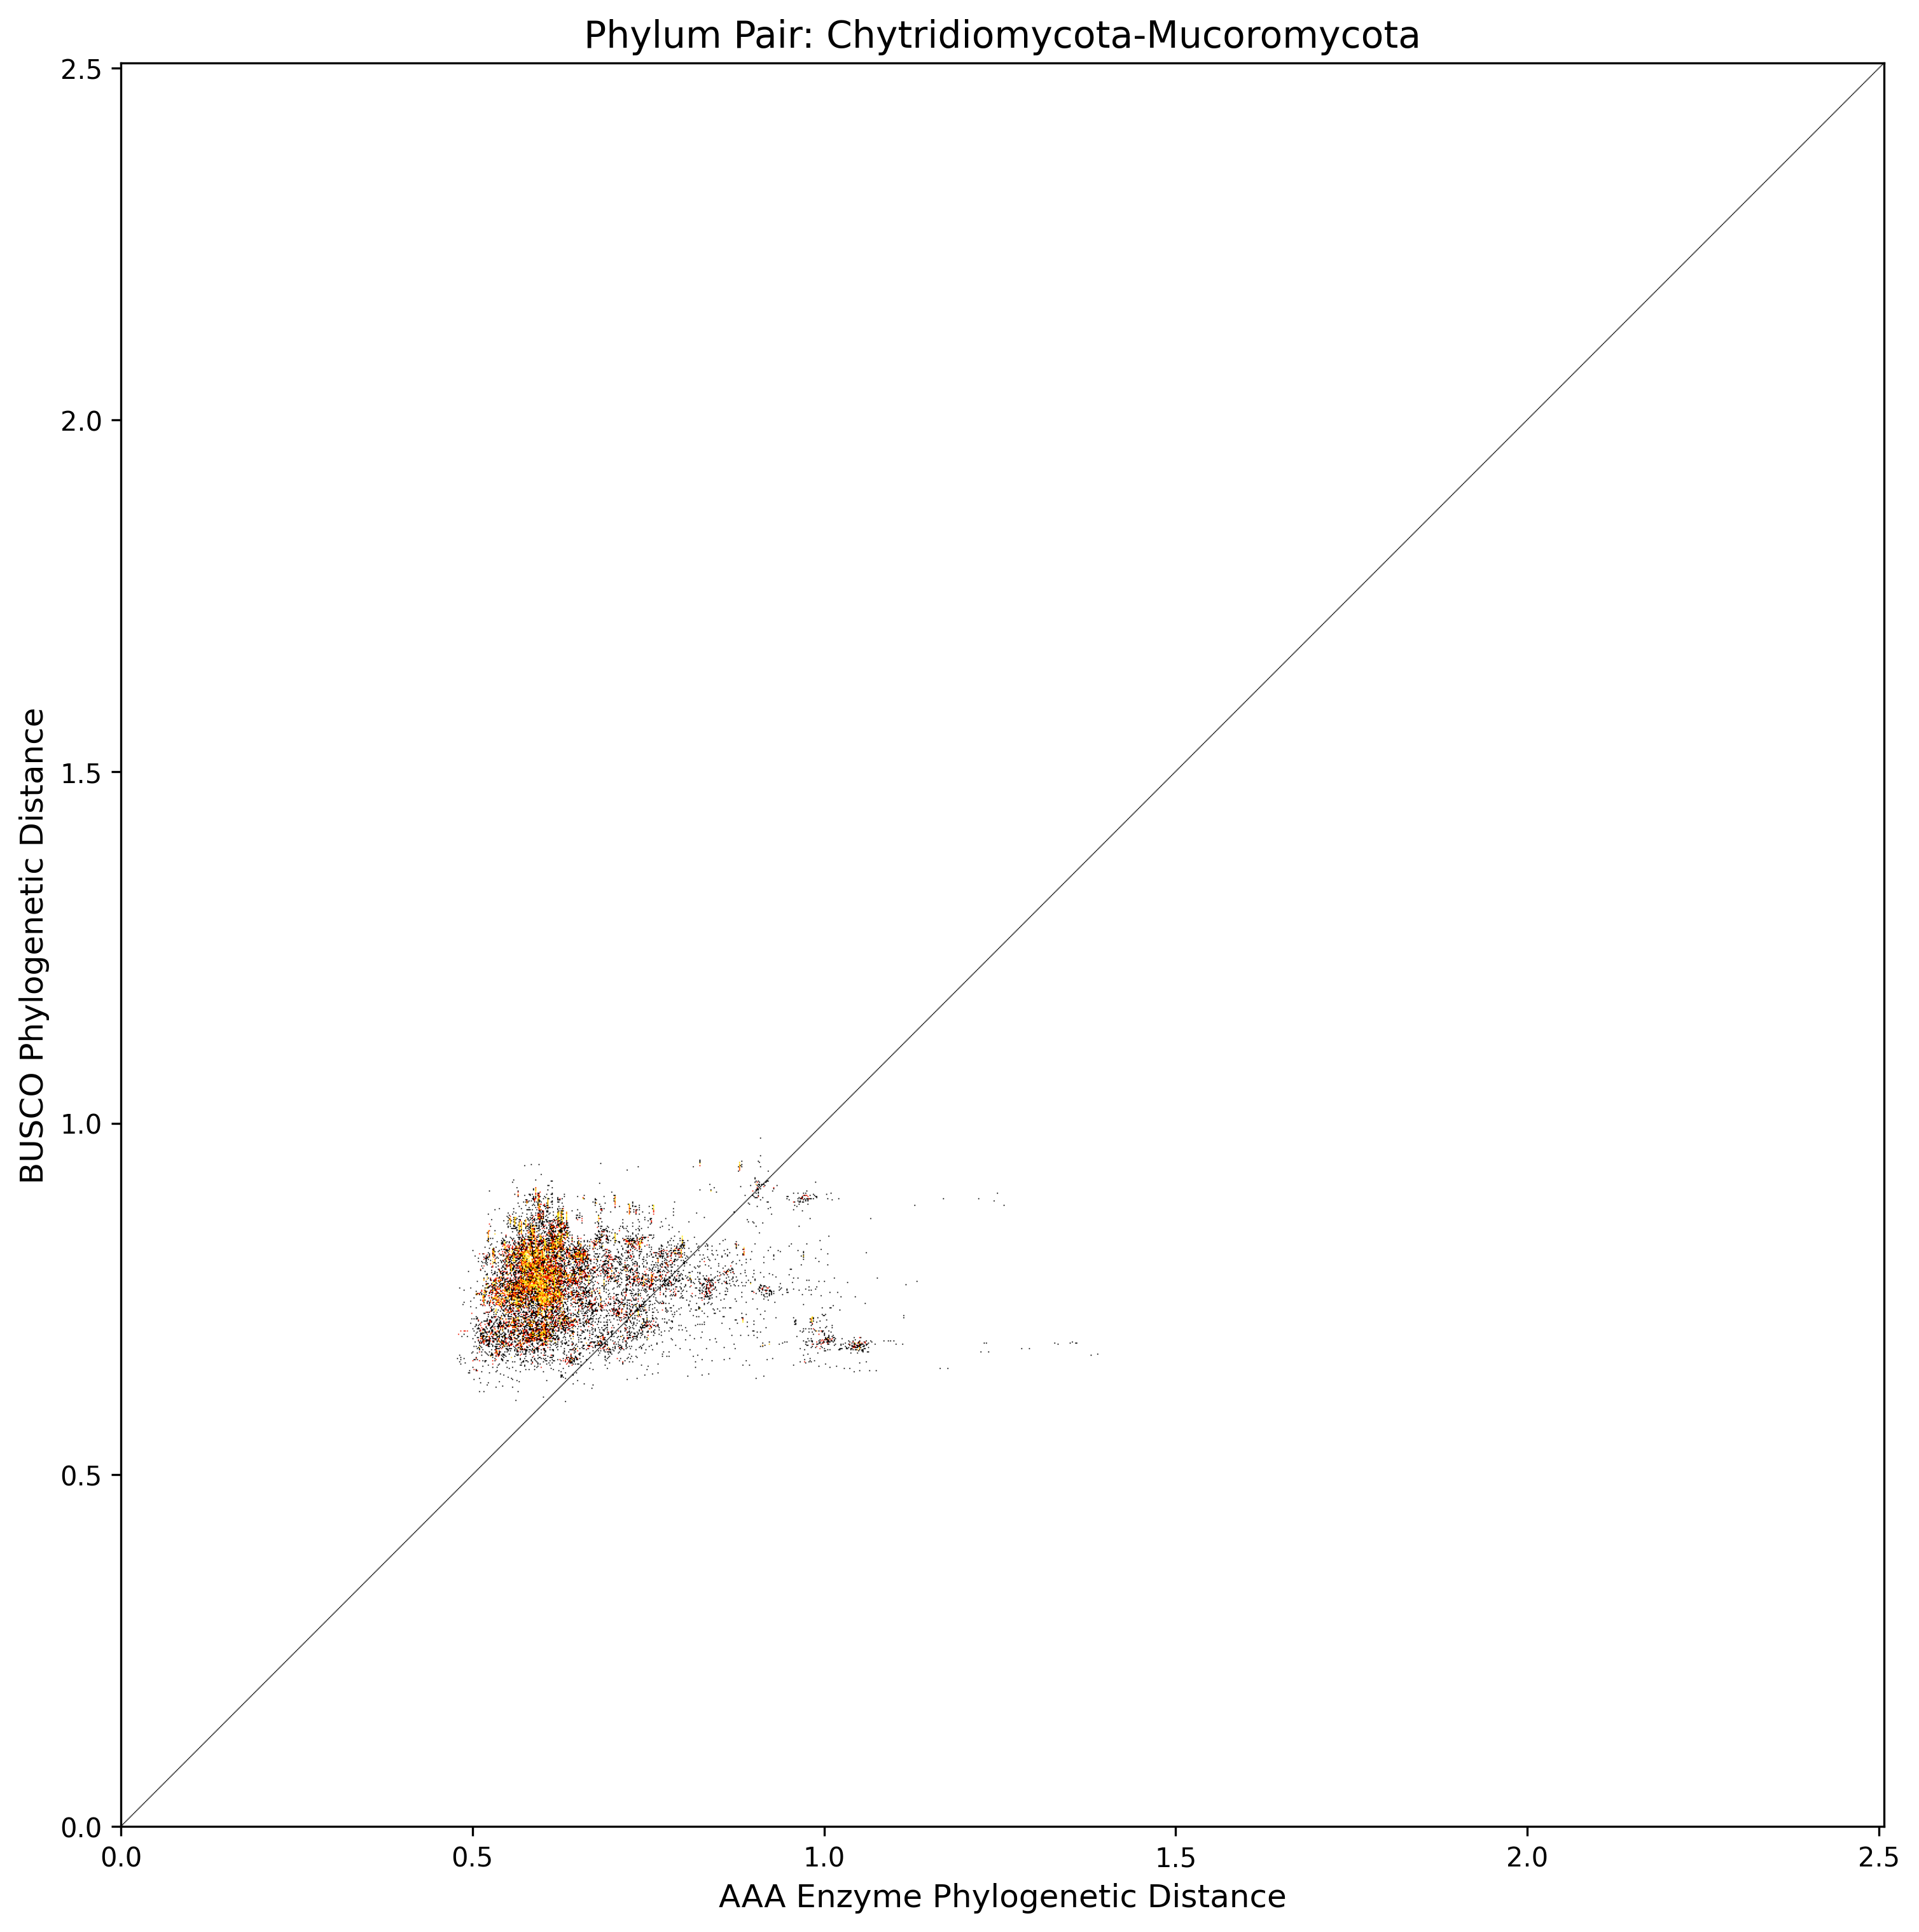 Phylum Pair: Chytridiomycota-Mucoromycota
2.5
2.0
1.5
1.0
0.5
0.0
BUSCO Phylogenetic Distance
0.0 0.5 1.0 1.5 2.0 2.5
AAA Enzyme Phylogenetic Distance